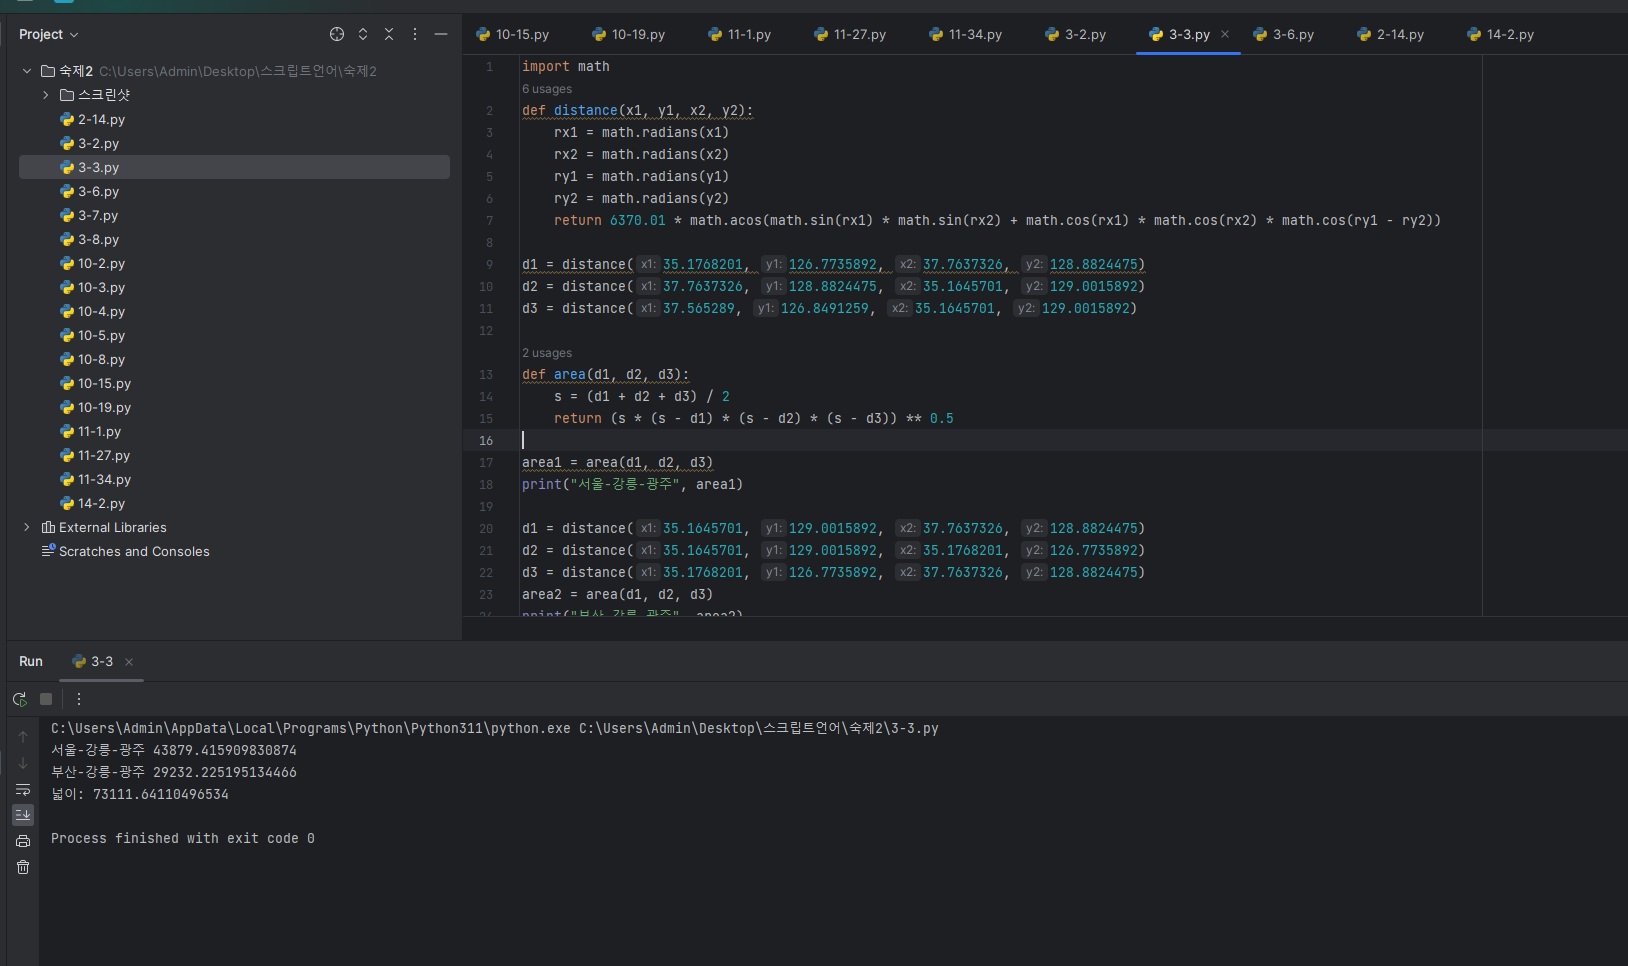 Project
숙제2 C:\Users\Admin\Desktop\스크립트언어\숙제2
스크린샷
2-14.py
3-2.py
3-3.py
3-6.py
3-7.py
3-8.py
10-2.py
10-3.py
10-4.py
10-5.py
10-8.py
10-15.py
10-19.py
11-1.py
11-27.py
11-34.py
14-2.py
External Libraries
Scratches and Consoles
10-15.py 10-19.py 11-1.py 11-27.py 11-34.py 3-2.py 3-3.py 3-6.py 2-14.py 14-2.py
1 import math
6 usages
2 def distance(x1, y1, x2, y2):
3 rx1 = math.radians(x1)
4 rx2 = math.radians(x2)
5 ry1 = math.radians(y1)
6 ry2 = math.radians(y2)
7 return 6370.01 * math.acos(math.sin(rx1) * math.sin(rx2) + math.cos(rx1) * math.cos(rx2) * math.cos(ry1 - ry2))
8
9 d1 = distance( x1: 35.1768201, y1: 126.7735892, x2: 37.7637326, y2: 128.8824475)
10 d2 = distance( x1: 37.7637326, y1: 128.8824475, x2: 35.1645701, y2: 129.0015892)
11 d3 = distance( x1: 37.565289, y1: 126.8491259, x2: 35.1645701, y2: 129.0015892)
12
2 usages
13 def area(d1, d2, d3):
14 s = (d1 + d2 + d3) / 2
15 return (s * (s - d1) * (s - d2) * (s - d3)) ** 0.5
16
17 area1 = area(d1, d2, d3)
18 print("서울-강릉-광주", area1)
19
20 d1 = distance( x1: 35.1645701, y1: 129.0015892, x2: 37.7637326, y2: 128.8824475)
21 d2 = distance( x1: 35.1645701, y1: 129.0015892, x2: 35.1768201, y2: 126.7735892)
22 d3 = distance( x1: 35.1768201, y1: 126.7735892, x2: 37.7637326, y2: 128.8824475)
23 area2 = area(d1, d2, d3)
24 print("부산-강릉-광주", area2)
Run 3-3
C:\Users\Admin\AppData\Local\Programs\Python\Python311\python.exe C:\Users\Admin\Desktop\스크립트언어\숙제2\3-3.py
서울-강릉-광주 43879.415909830874
부산-강릉-광주 29232.225195134466
넓이: 73111.64110496534
Process finished with exit code 0